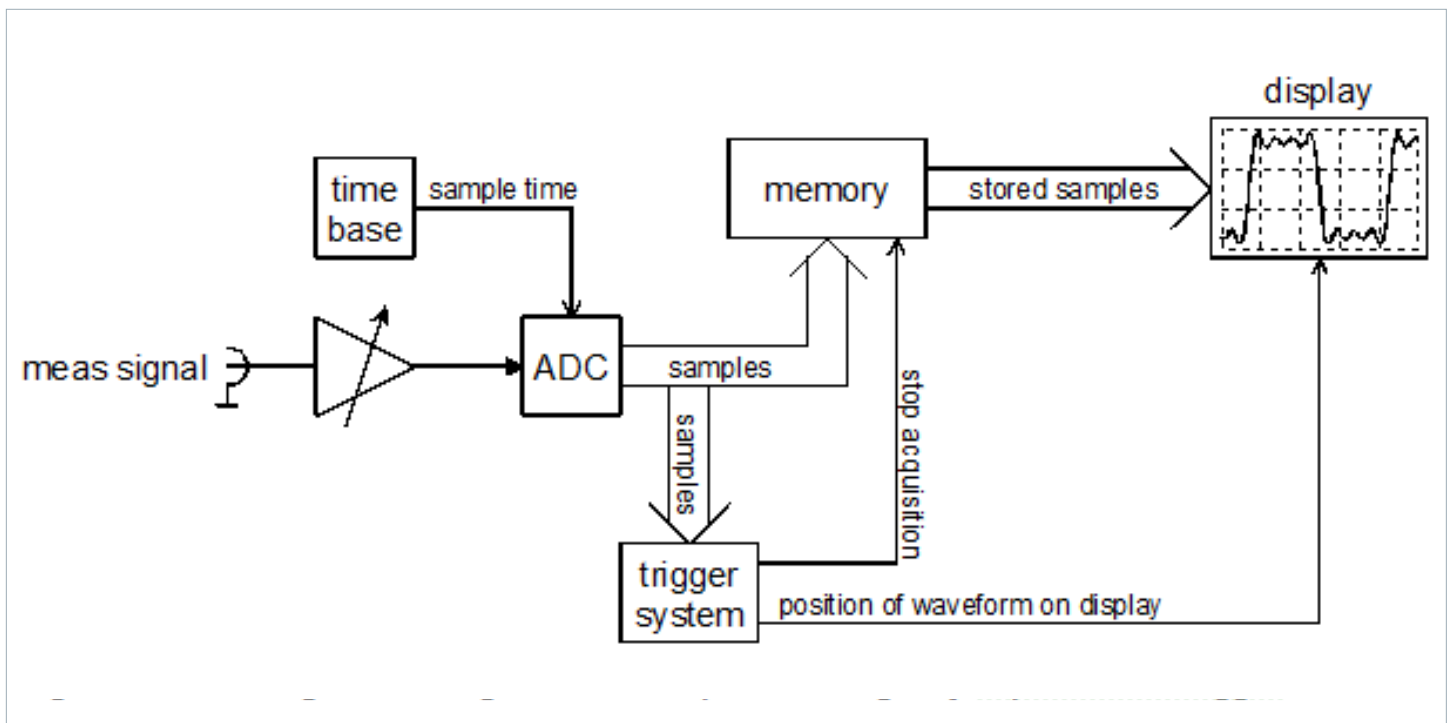 display
time
base
sample time
memory
stored samples
meas signal
ADC
samples
samples
stop acquisition
trigger
system
position of waveform on display